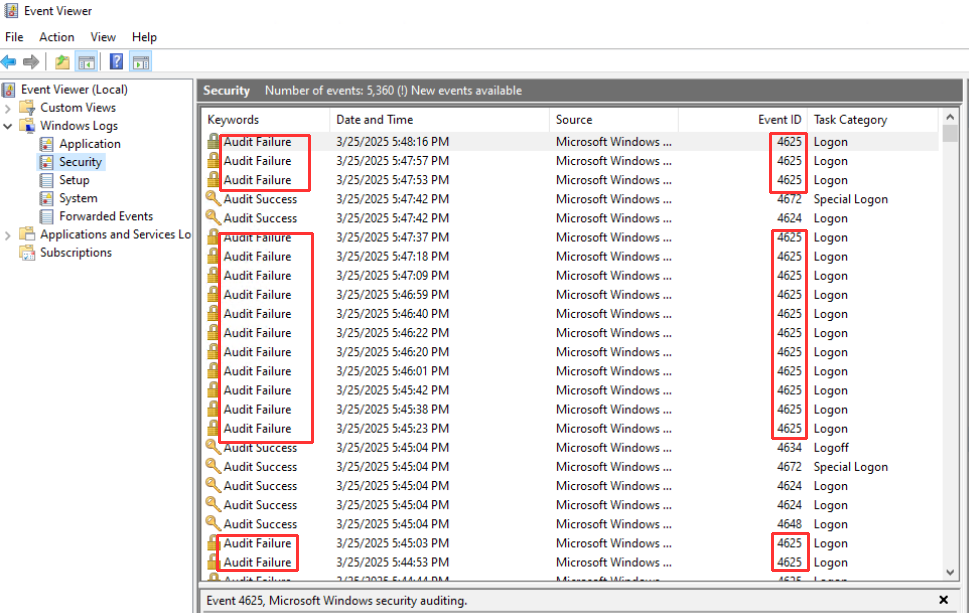 Event Viewer
File Action View Help
Event Viewer (Local)
Custom Views
Windows Logs
Application
Security
Setup
System
Forwarded Events
Applications and Services Lo
Subscriptions
Security Number of events: 5,360 (!) New events available
Keywords Date and Time Source Event ID Task Category
Audit Failure 3/25/2025 5:48:16 PM Microsoft Windows ... 4625 Logon
Audit Failure 3/25/2025 5:47:57 PM Microsoft Windows ... 4625 Logon
Audit Failure 3/25/2025 5:47:53 PM Microsoft Windows ... 4625 Logon
Audit Success 3/25/2025 5:47:42 PM Microsoft Windows ... 4672 Special Logon
Audit Success 3/25/2025 5:47:42 PM Microsoft Windows ... 4624 Logon
Audit Failure 3/25/2025 5:47:37 PM Microsoft Windows ... 4625 Logon
Audit Failure 3/25/2025 5:47:18 PM Microsoft Windows ... 4625 Logon
Audit Failure 3/25/2025 5:47:09 PM Microsoft Windows ... 4625 Logon
Audit Failure 3/25/2025 5:46:59 PM Microsoft Windows ... 4625 Logon
Audit Failure 3/25/2025 5:46:40 PM Microsoft Windows ... 4625 Logon
Audit Failure 3/25/2025 5:46:22 PM Microsoft Windows ... 4625 Logon
Audit Failure 3/25/2025 5:46:20 PM Microsoft Windows ... 4625 Logon
Audit Failure 3/25/2025 5:46:01 PM Microsoft Windows ... 4625 Logon
Audit Failure 3/25/2025 5:45:42 PM Microsoft Windows ... 4625 Logon
Audit Failure 3/25/2025 5:45:38 PM Microsoft Windows ... 4625 Logon
Audit Failure 3/25/2025 5:45:23 PM Microsoft Windows ... 4625 Logon
Audit Success 3/25/2025 5:45:04 PM Microsoft Windows ... 4634 Logoff
Audit Success 3/25/2025 5:45:04 PM Microsoft Windows ... 4672 Special Logon
Audit Success 3/25/2025 5:45:04 PM Microsoft Windows ... 4624 Logon
Audit Success 3/25/2025 5:45:04 PM Microsoft Windows ... 4624 Logon
Audit Success 3/25/2025 5:45:04 PM Microsoft Windows ... 4648 Logon
Audit Failure 3/25/2025 5:45:03 PM Microsoft Windows ... 4625 Logon
Audit Failure 3/25/2025 5:44:53 PM Microsoft Windows ... 4625 Logon
Event 4625, Microsoft Windows security auditing.